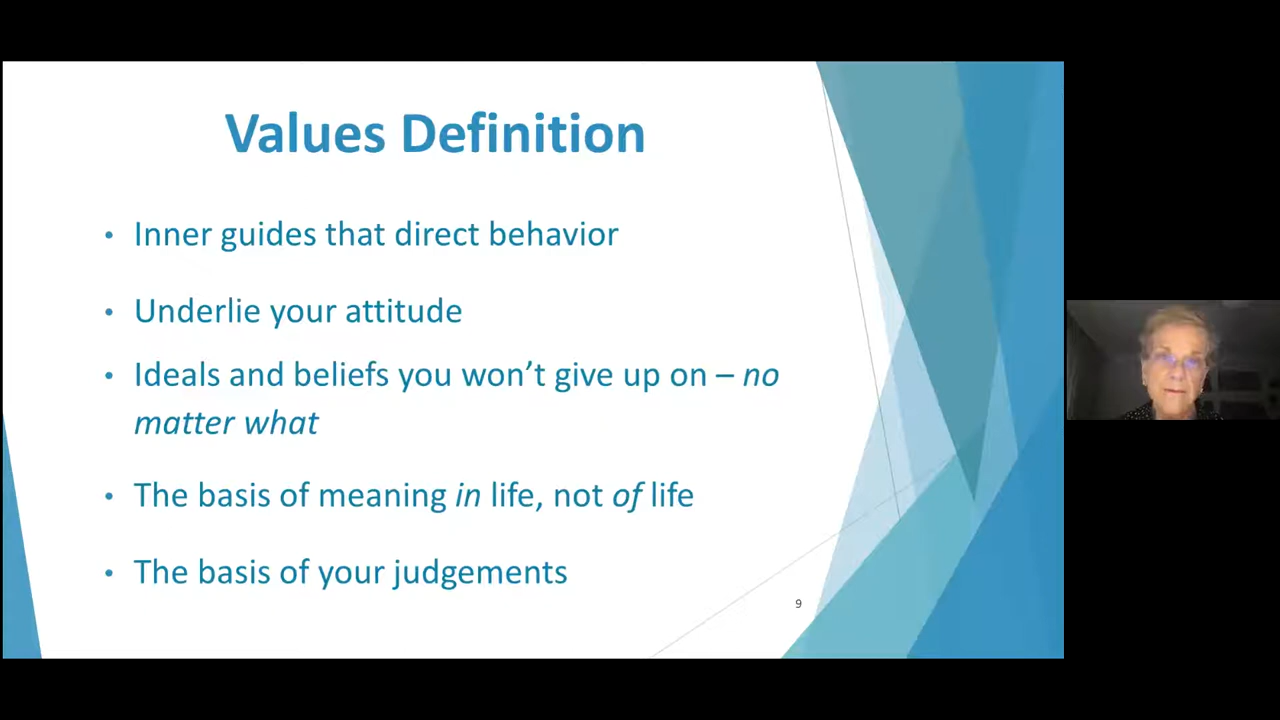 Values Definition
• Inner guides that direct behavior
• Underlie your attitude
• Ideals and beliefs you won’t give up on – no
matter what
• The basis of meaning in life, not of life
• The basis of your judgements
9